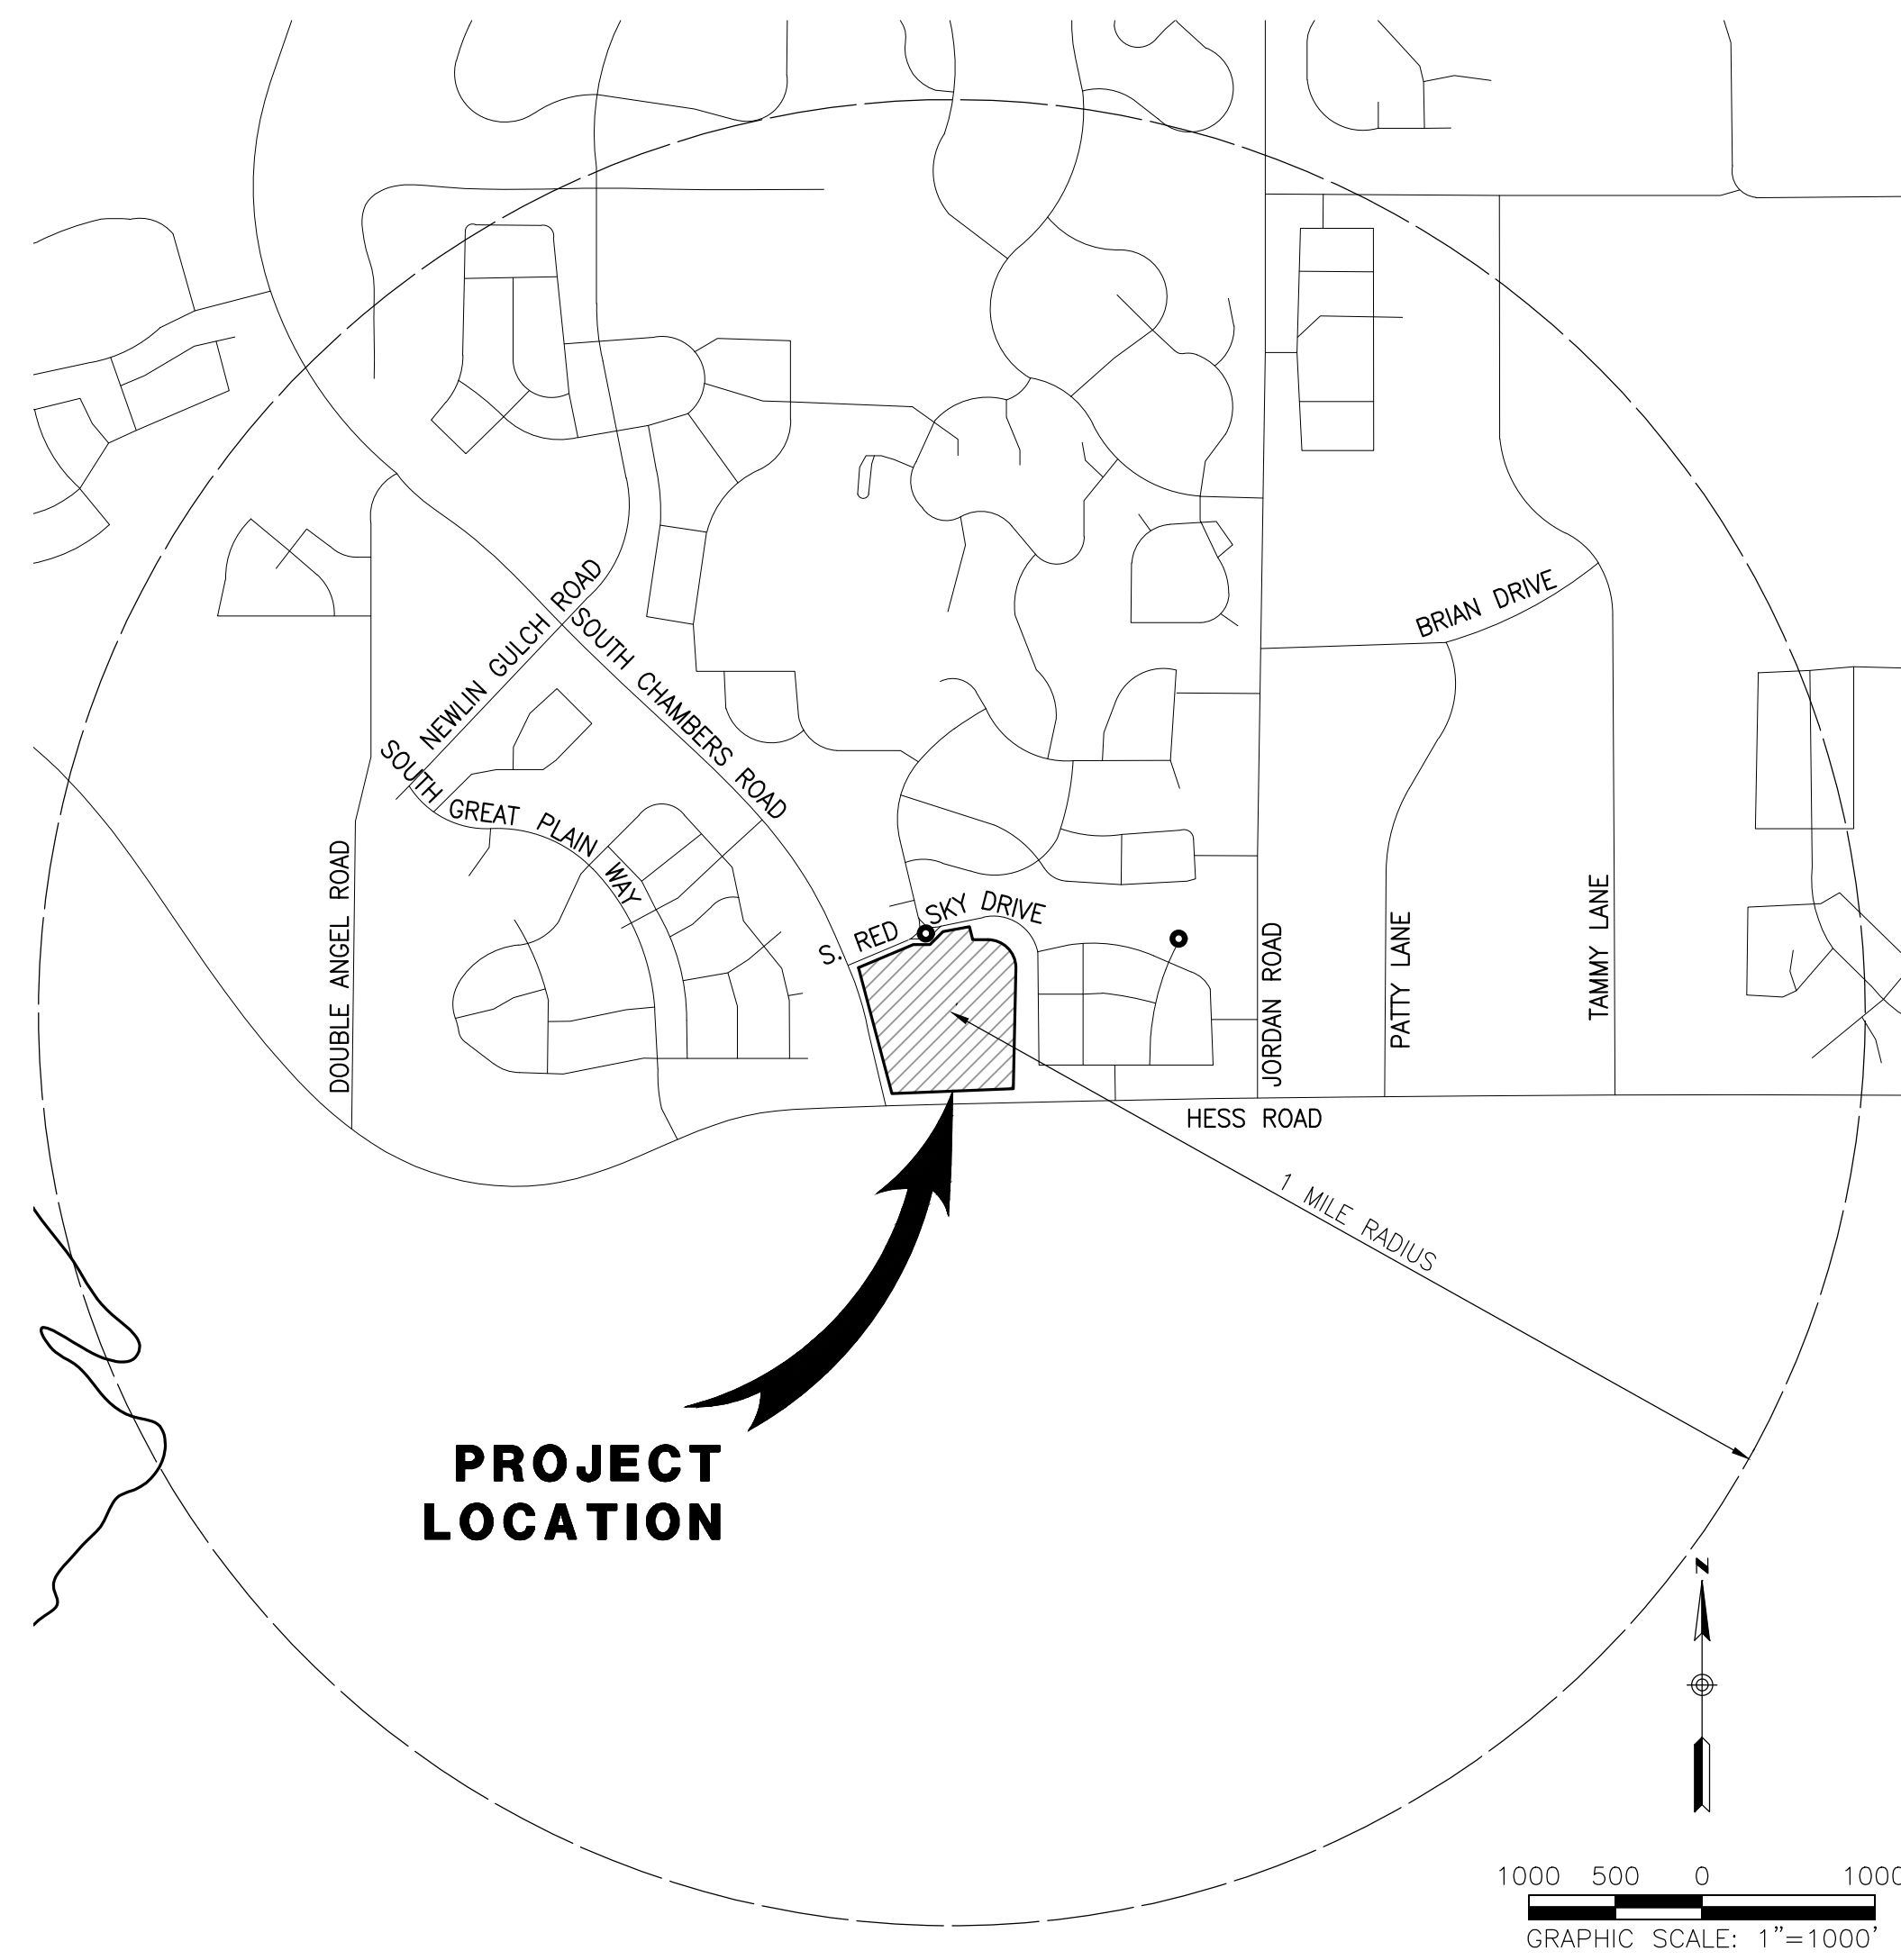 NEWLIN GULCH ROAD
SOUTH CHAMBERS ROAD
BRIAN DRIVE
SOUTH GREAT PLAIN WAY
DOUBLE ANGEL ROAD
S. RED SKY DRIVE
JORDAN ROAD
PATTY LANE
TAMMY LANE
HESS ROAD
1 MILE RADIUS
PROJECT
LOCATION
N
1000 500 0 1000
GRAPHIC SCALE: 1"=1000'